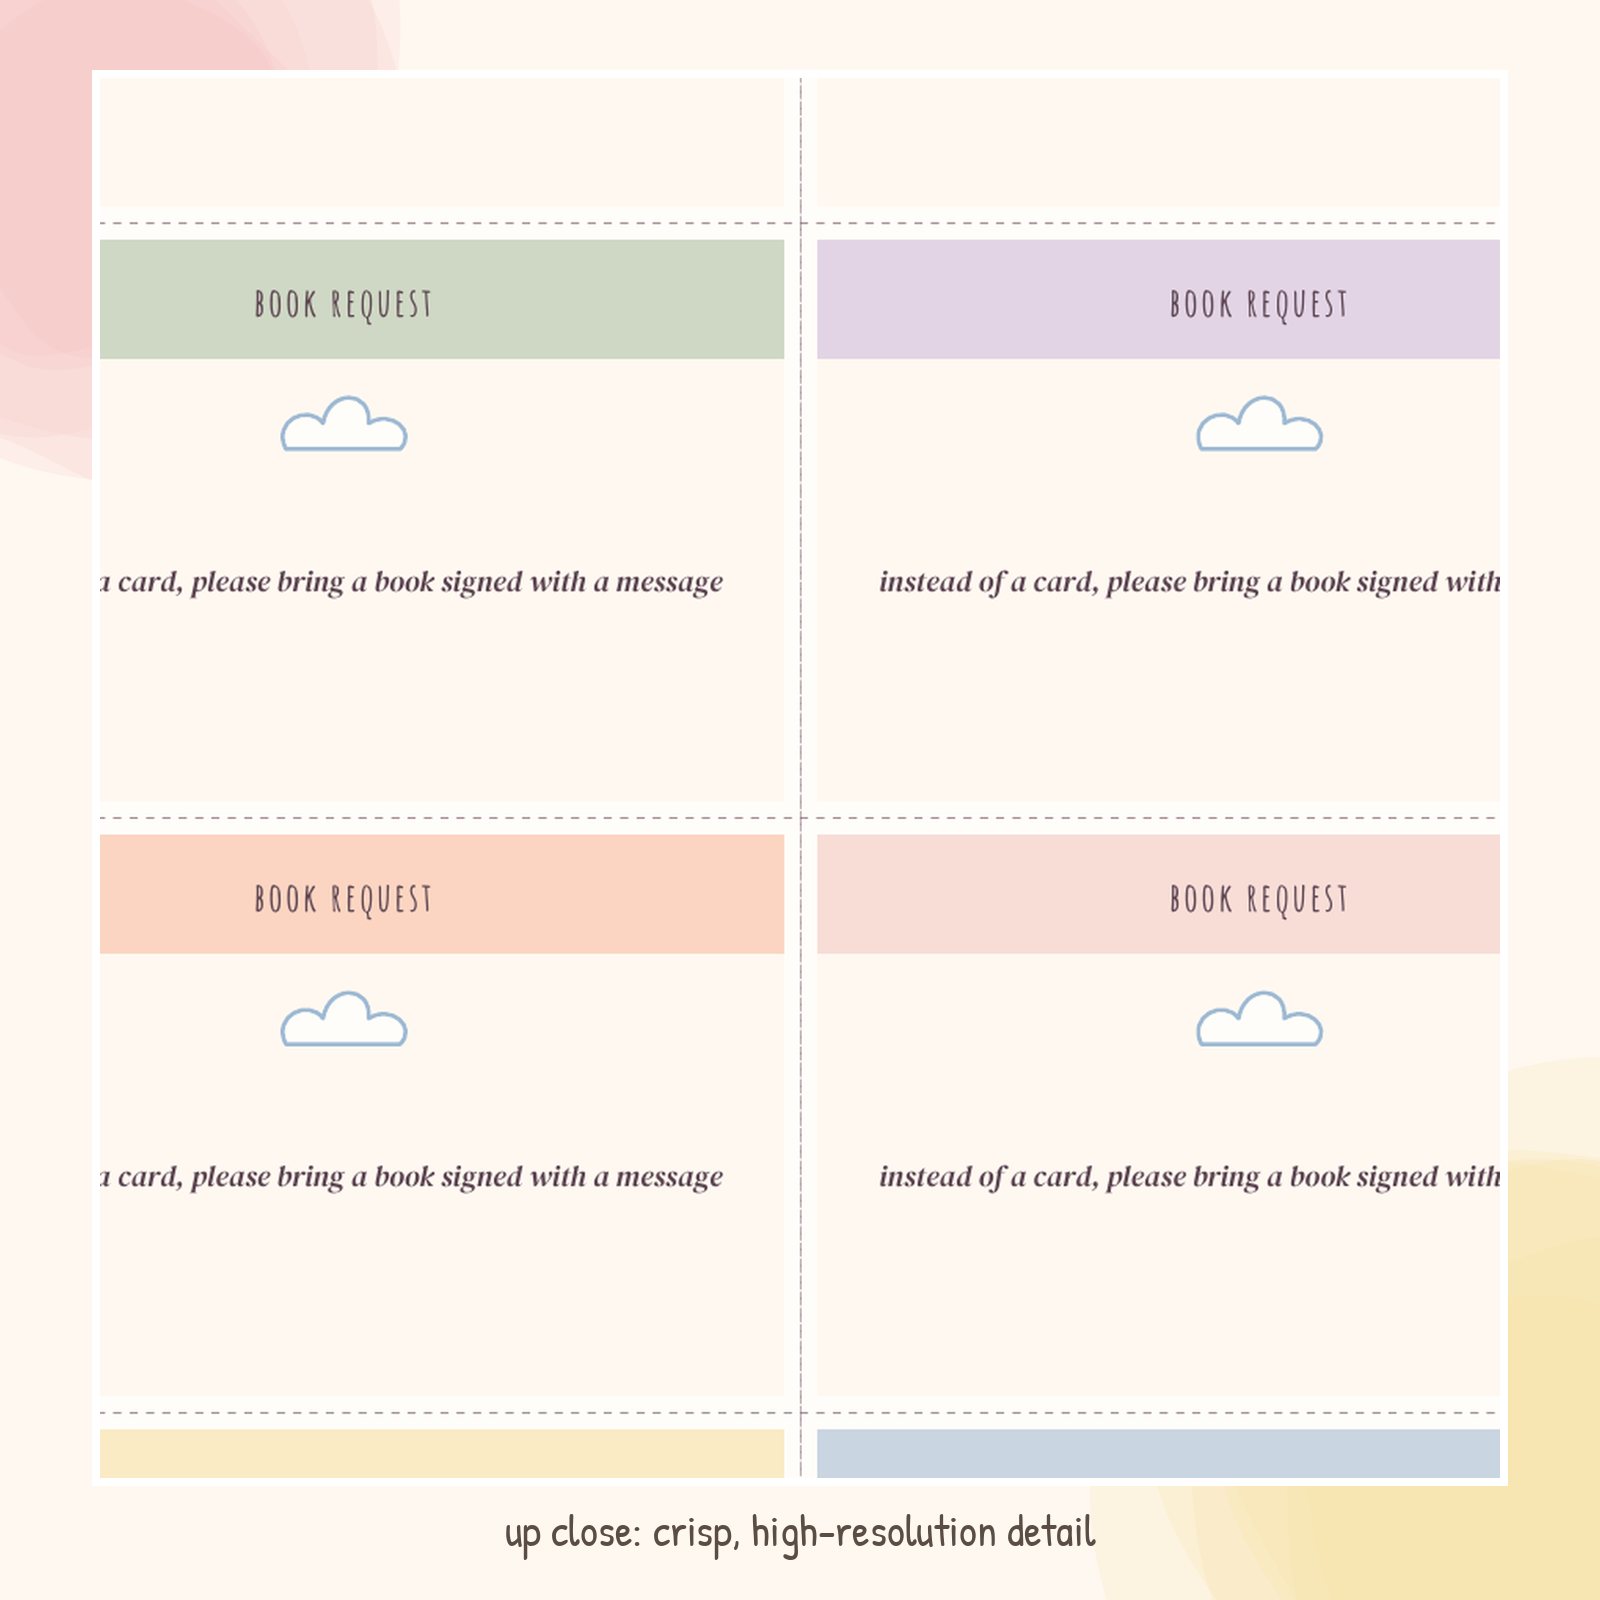 BOOK REQUEST
BOOK REQUEST
a card, please bring a book signed with a message
instead of a card, please bring a book signed with
BOOK REQUEST
BOOK REQUEST
a card, please bring a book signed with a message
instead of a card, please bring a book signed with
up close: crisp, high-resolution detail